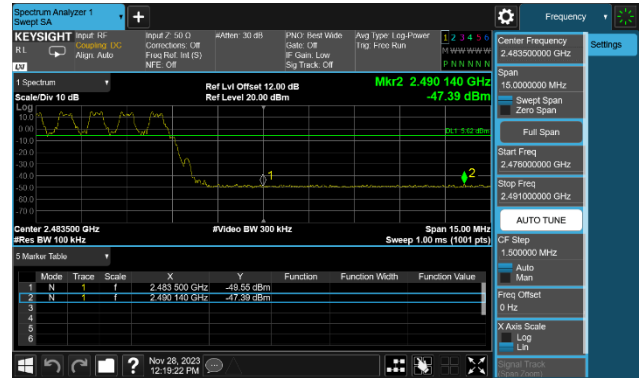 Spectrum Analyzer 1
Swept SA
Frequency
KEYSIGHT
RL
LXI
Input: RF
Coupling: DC
Align: Auto
Input Z: 50 Ω
Corrections: Off
Freq Ref: Int (S)
NFE: Off
#Atten: 30 dB
PNO: Best Wide
Gate: Off
IF Gain: Low
Sig Track: Off
Avg Type: Log-Power
Trig: Free Run
1 2 3 4 5 6
M W W W W W
P N N N N N
1 Spectrum
Scale/Div 10 dB
Ref Lvl Offset 12.00 dB
Ref Level 20.00 dBm
Mkr2 2.490 140 GHz
-47.39 dBm
Log
10.0
0.00
-10.0
-20.0
-30.0
-40.0
-50.0
-60.0
-70.0
DL1 5.02 dBm
1
2
Center 2.483500 GHz
#Video BW 300 kHz
Span 15.00 MHz
#Res BW 100 kHz
Sweep 1.00 ms (1001 pts)
5 Marker Table
Mode Trace Scale X Y Function Function Width Function Value
1 N 1 f 2.483 500 GHz -49.55 dBm
2 N 1 f 2.490 140 GHz -47.39 dBm
3
4
5
6
Nov 28, 2023
12:19:22 PM
Center Frequency
2.483500000 GHz
Settings
Span
15.0000000 MHz
Swept Span
Zero Span
Full Span
Start Freq
2.476000000 GHz
Stop Freq
2.491000000 GHz
AUTO TUNE
CF Step
1.500000 MHz
Auto
Man
Freq Offset
0 Hz
X Axis Scale
Log
Lin
Signal Track
(Span Zoom)